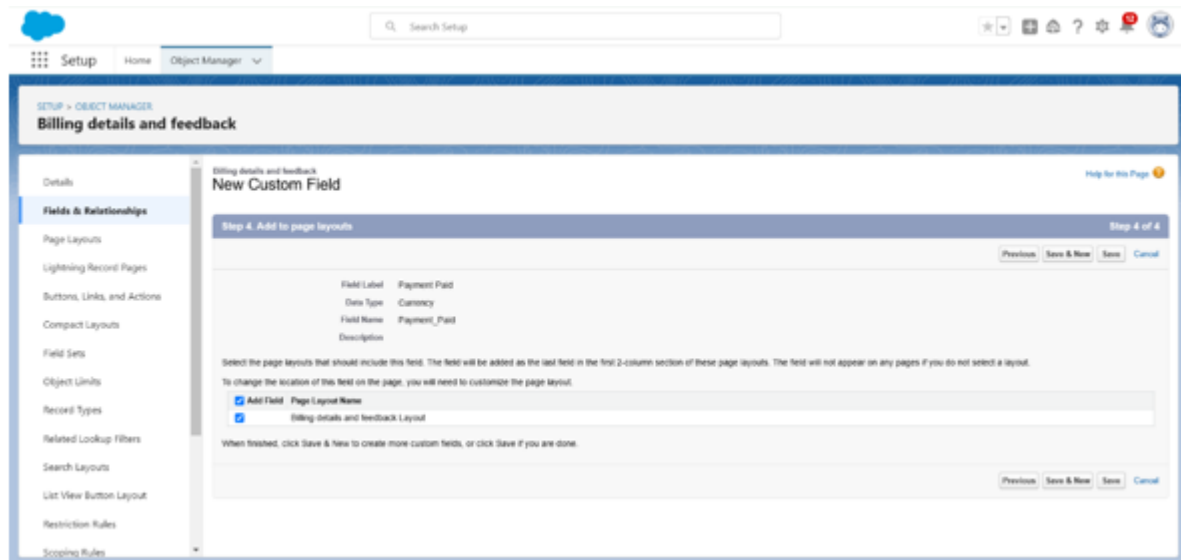 Search Setup
12
Setup
Home
Object Manager
SETUP > OBJECT MANAGER
Billing details and feedback
Details
Fields & Relationships
Page Layouts
Lightning Record Pages
Buttons, Links, and Actions
Compact Layouts
Field Sets
Object Limits
Record Types
Related Lookup Filters
Search Layouts
List View Button Layout
Restriction Rules
Scoping Rules
Billing details and feedback
New Custom Field
Help for this Page
Step 4. Add to page layouts
Step 4 of 4
Previous Save & New Save Cancel
Field Label Payment Paid
Data Type Currency
Field Name Payment_Paid
Description
Select the page layouts that should include this field. The field will be added as the last field in the first 2-column section of these page layouts. The field will not appear on any pages if you do not select a layout.
To change the location of this field on the page, you will need to customize the page layout.
Add Field Page Layout Name
Billing details and feedback Layout
When finished, click Save & New to create more custom fields, or click Save if you are done.
Previous Save & New Save Cancel